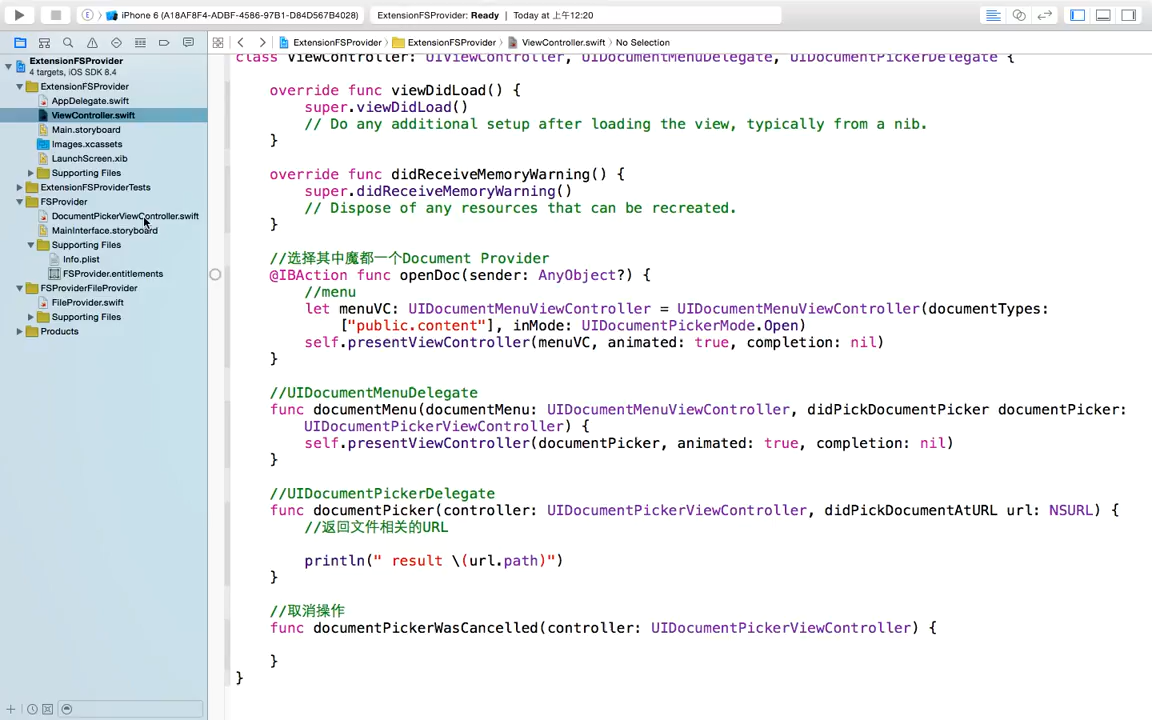 iPhone 6 (A18AF8F4-ADBF-4586-97B1-D84D567B4028)
ExtensionFSProvider: Ready | Today at 上午12:20
ExtensionFSProvider
ExtensionFSProvider
ViewController.swift
No Selection
ExtensionFSProvider
4 targets, iOS SDK 8.4
ExtensionFSProvider
AppDelegate.swift
ViewController.swift
Main.storyboard
Images.xcassets
LaunchScreen.xib
Supporting Files
ExtensionFSProviderTests
FSProvider
DocumentPickerViewController.swift
MainInterface.storyboard
Supporting Files
Info.plist
FSProvider.entitlements
FSProviderFileProvider
FileProvider.swift
Supporting Files
Products
class ViewController: UIViewController, UIDocumentMenuDelegate, UIDocumentPickerDelegate {
override func viewDidLoad() {
super.viewDidLoad()
// Do any additional setup after loading the view, typically from a nib.
}
override func didReceiveMemoryWarning() {
super.didReceiveMemoryWarning()
// Dispose of any resources that can be recreated.
}
//选择其中魔都一个Document Provider
@IBAction func openDoc(sender: AnyObject?) {
//menu
let menuVC: UIDocumentMenuViewController = UIDocumentMenuViewController(documentTypes:
["public.content"], inMode: UIDocumentPickerMode.Open)
self.presentViewController(menuVC, animated: true, completion: nil)
}
//UIDocumentMenuDelegate
func documentMenu(documentMenu: UIDocumentMenuViewController, didPickDocumentPicker documentPicker:
UIDocumentPickerViewController) {
self.presentViewController(documentPicker, animated: true, completion: nil)
}
//UIDocumentPickerDelegate
func documentPicker(controller: UIDocumentPickerViewController, didPickDocumentAtURL url: NSURL) {
//返回文件相关的URL
println(" result \(url.path)")
}
//取消操作
func documentPickerWasCancelled(controller: UIDocumentPickerViewController) {
}
}